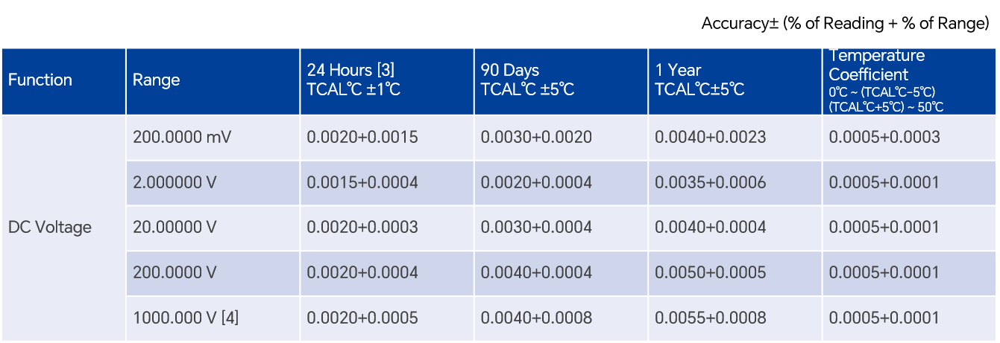 Accuracy± (% of Reading + % of Range)
Function Range 24 Hours [3] TCAL℃ ±1℃ 90 Days TCAL℃ ±5℃ 1 Year TCAL℃±5℃ Temperature Coefficient 0℃ ~ (TCAL℃-5℃) (TCAL℃+5℃) ~ 50℃
DC Voltage
200.0000 mV 0.0020+0.0015 0.0030+0.0020 0.0040+0.0023 0.0005+0.0003
2.000000 V 0.0015+0.0004 0.0020+0.0004 0.0035+0.0006 0.0005+0.0001
20.00000 V 0.0020+0.0003 0.0030+0.0004 0.0040+0.0004 0.0005+0.0001
200.0000 V 0.0020+0.0004 0.0040+0.0004 0.0050+0.0005 0.0005+0.0001
1000.000 V [4] 0.0020+0.0005 0.0040+0.0008 0.0055+0.0008 0.0005+0.0001